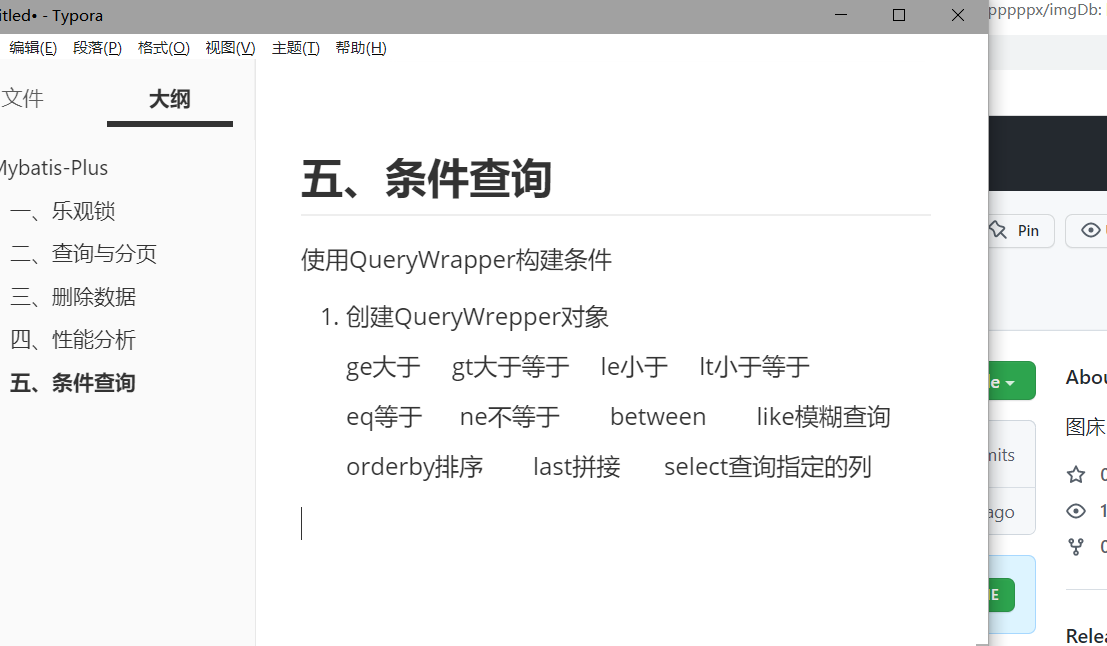 itled• - Typora
编辑(E) 段落(P) 格式(O) 视图(V) 主题(T) 帮助(H)
文件 大纲
Mybatis-Plus
一、乐观锁
二、查询与分页
三、删除数据
四、性能分析
五、条件查询
五、条件查询
使用QueryWrapper构建条件
1. 创建QueryWrepper对象
ge大于 gt大于等于 le小于 lt小于等于
eq等于 ne不等于 between like模糊查询
orderby排序 last拼接 select查询指定的列
pppppx/imgDb:
Pin
Abou
图床
mits
ago
1
Relea